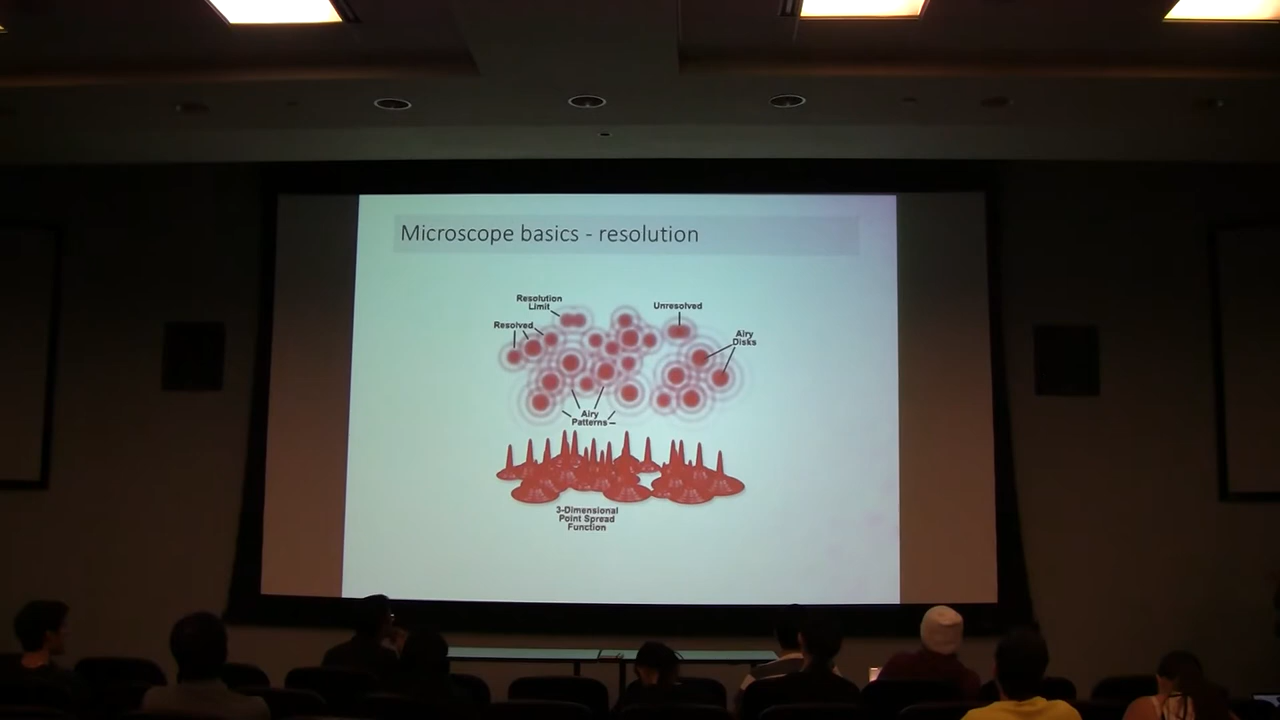 Microscope basics - resolution
Resolution
Limit
Unresolved
Resolved
Airy
Disks
Airy
Patterns
3-Dimensional
Point Spread
Function